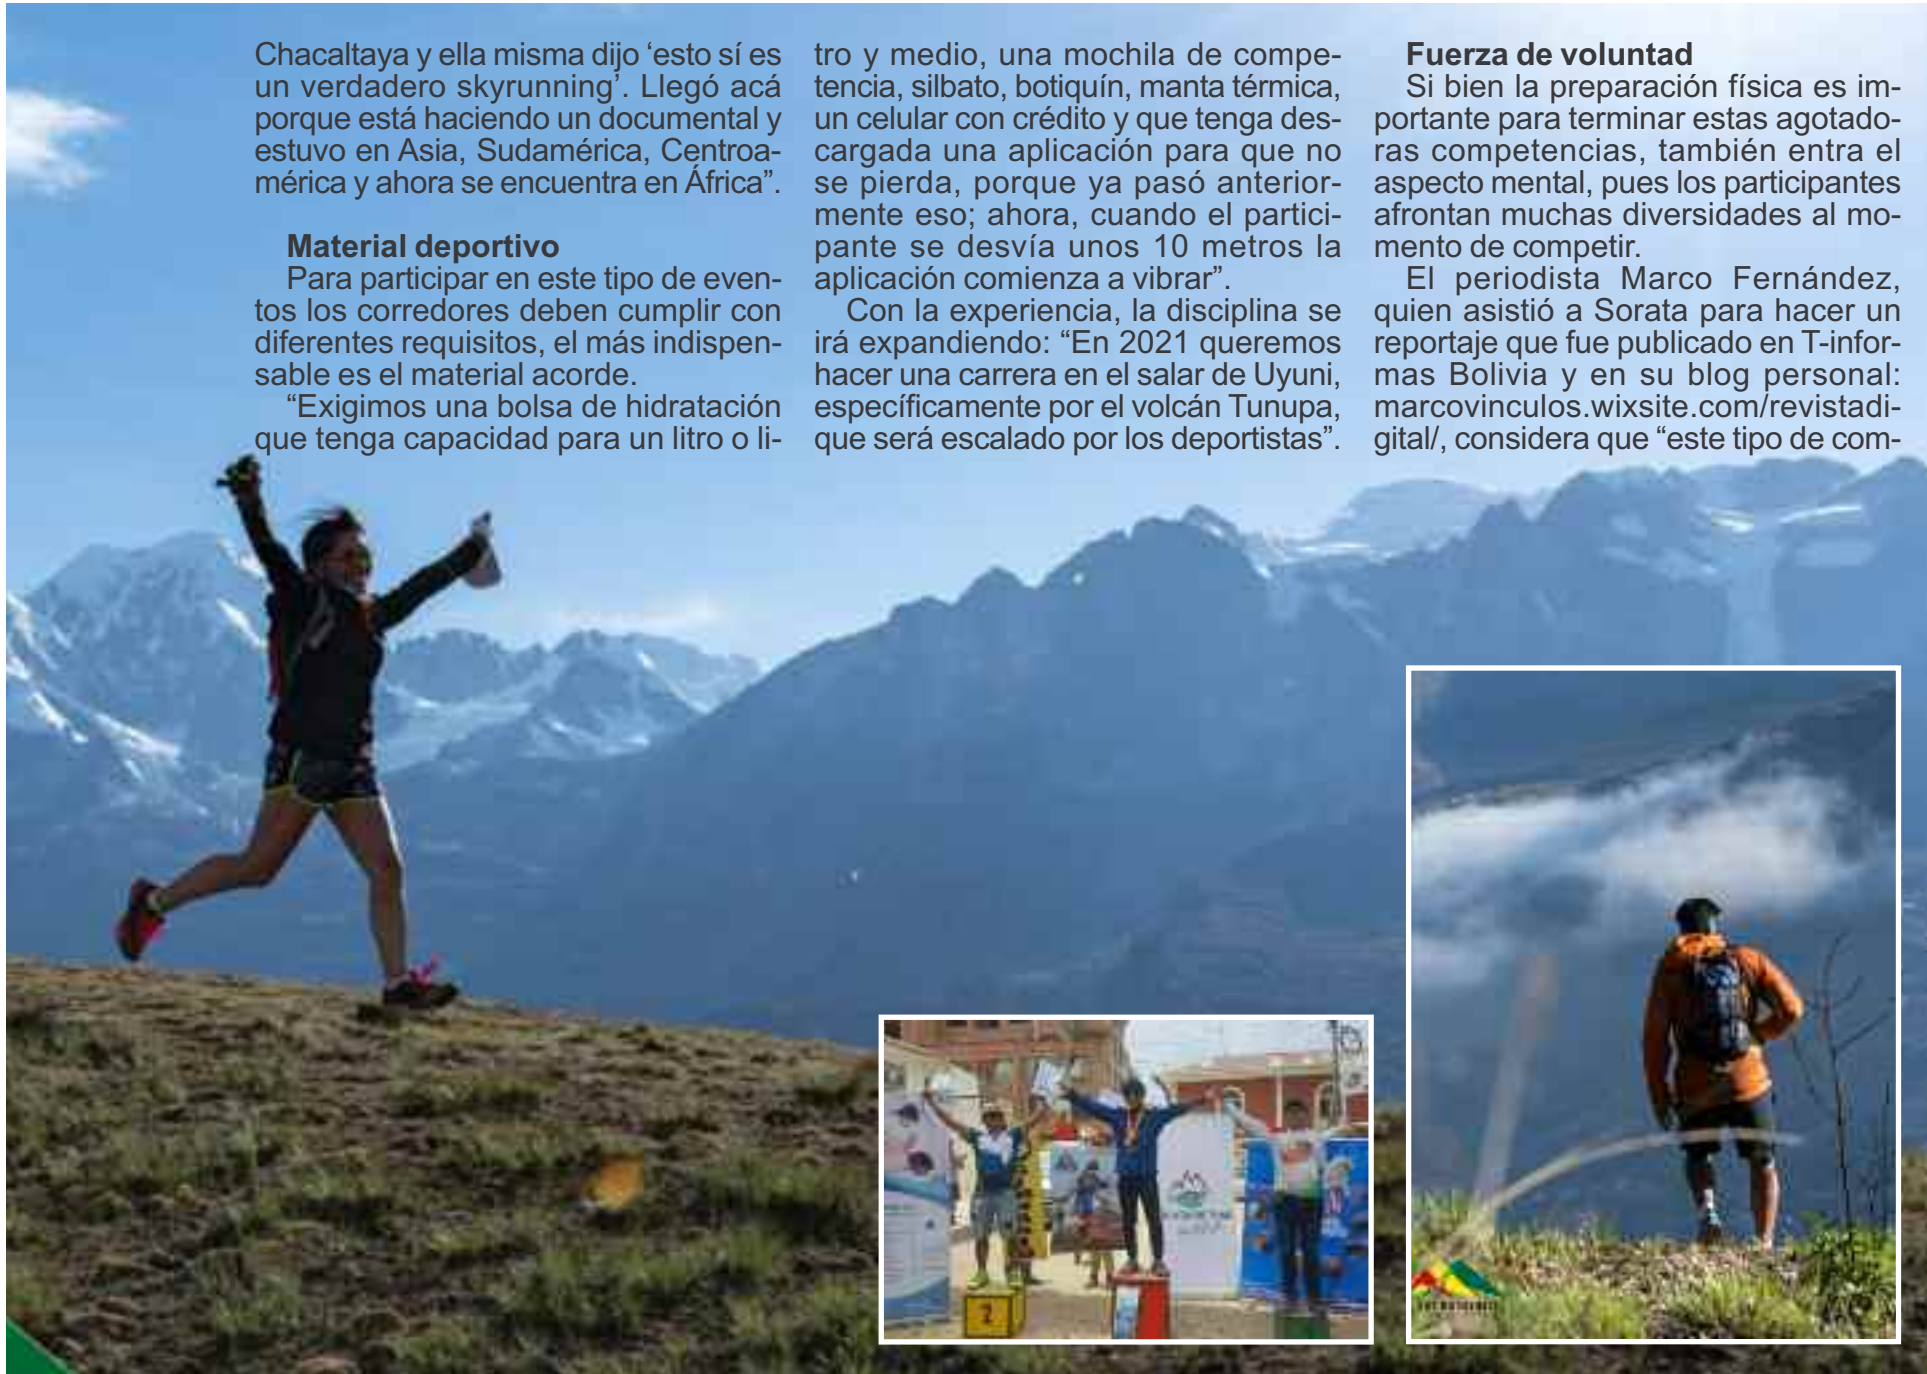 Chacaltaya y ella misma dijo ‘esto sí es
un verdadero skyrunning’. Llegó acá
porque está haciendo un documental y
estuvo en Asia, Sudamérica, Centroa-
mérica y ahora se encuentra en África”.
Material deportivo
Para participar en este tipo de even-
tos los corredores deben cumplir con
diferentes requisitos, el más indispen-
sable es el material acorde.
“Exigimos una bolsa de hidratación
que tenga capacidad para un litro o li-
tro y medio, una mochila de compe-
tencia, silbato, botiquín, manta térmica,
un celular con crédito y que tenga des-
cargada una aplicación para que no
se pierda, porque ya pasó anterior-
mente eso; ahora, cuando el partici-
pante se desvía unos 10 metros la
aplicación comienza a vibrar”.
Con la experiencia, la disciplina se
irá expandiendo: “En 2021 queremos
hacer una carrera en el salar de Uyuni,
específicamente por el volcán Tunupa,
que será escalado por los deportistas”.
Fuerza de voluntad
Si bien la preparación física es im-
portante para terminar estas agotado-
ras competencias, también entra el
aspecto mental, pues los participantes
afrontan muchas diversidades al mo-
mento de competir.
El periodista Marco Fernández,
quien asistió a Sorata para hacer un
reportaje que fue publicado en T-infor-
mas Bolivia y en su blog personal:
marcovinculos.wixsite.com/revistadi-
gital/, considera que “este tipo de com-
2